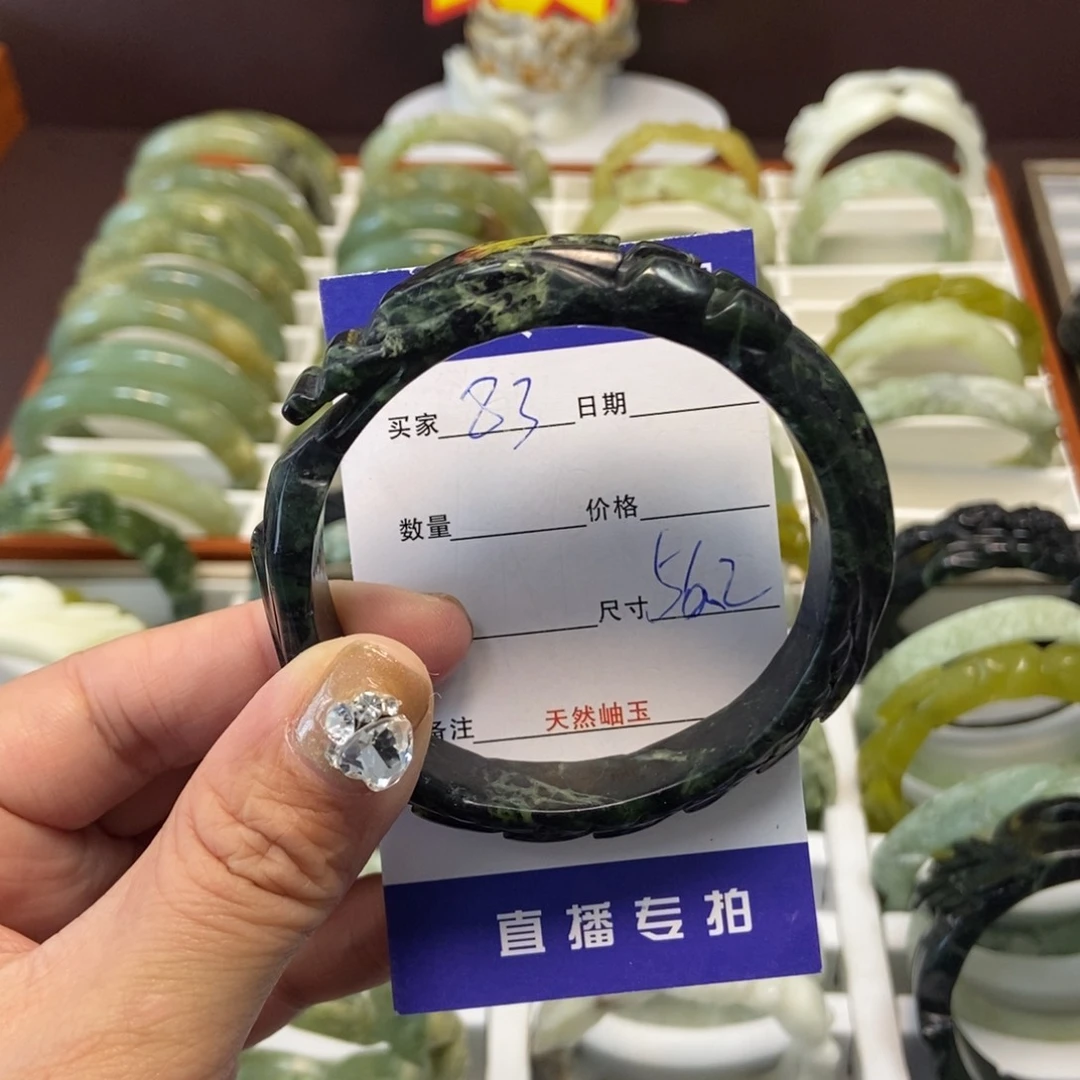 买家 83 日期
数量 价格
尺寸 56.2
备注 天然岫玉
直播专拍